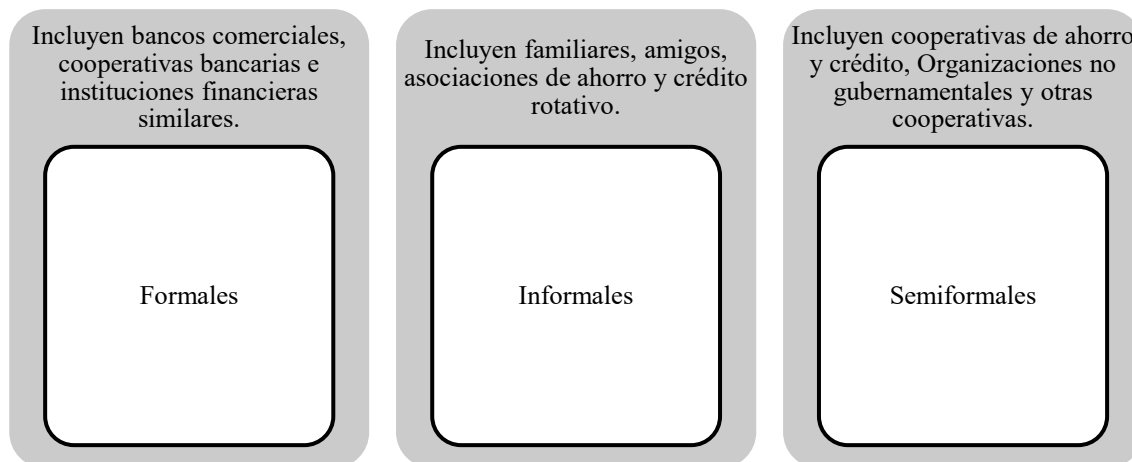 Incluyen bancos comerciales,
cooperativas bancarias e
instituciones financieras
similares.
Formales
Incluyen familiares, amigos,
asociaciones de ahorro y crédito
rotativo.
Informales
Incluyen cooperativas de ahorro
y crédito, Organizaciones no
gubernamentales y otras
cooperativas.
Semiformales